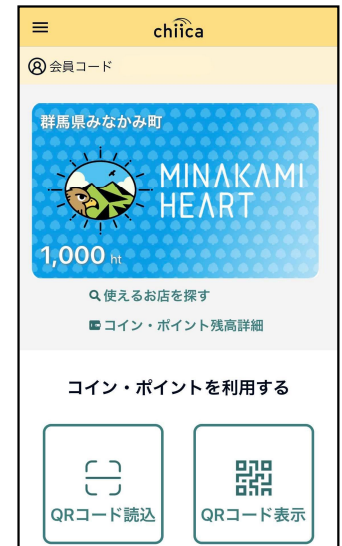 chiica
会員コード
群馬県みなかみ町
MINAKAMI
HEART
1,000 ht
使えるお店を探す
コイン・ポイント残高詳細
コイン・ポイントを利用する
QRコード読込
QRコード表示